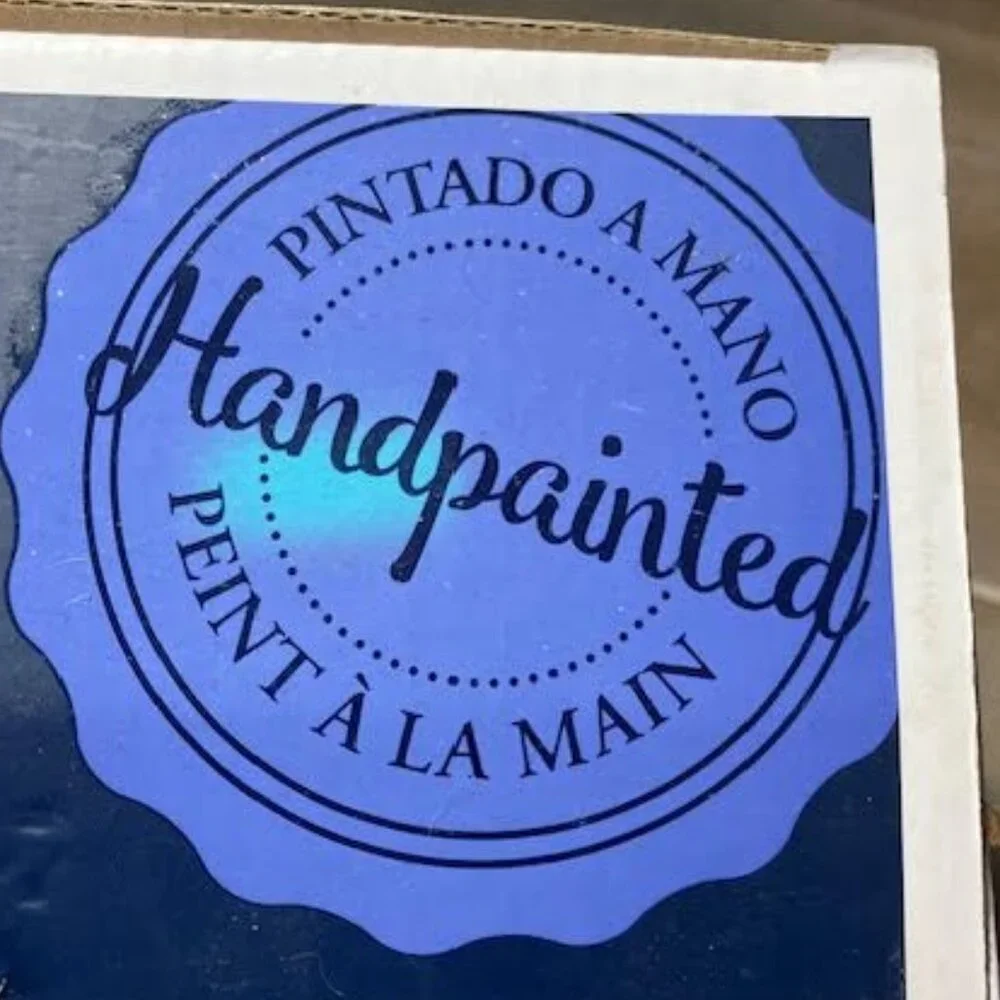 PINTADO A MANO
Handpainted
PEINT À LA MAIN